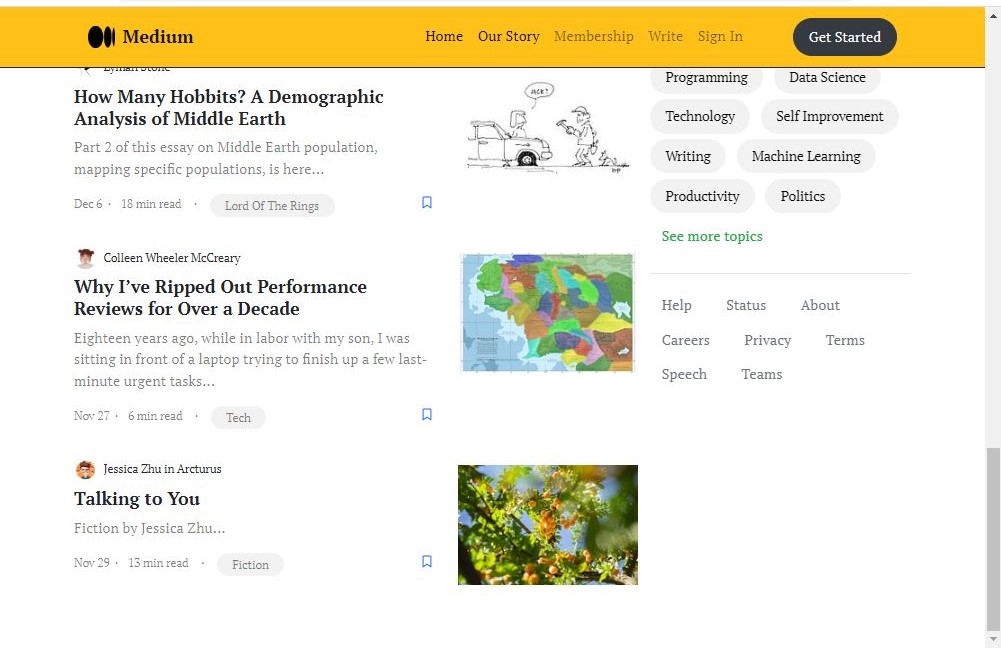 Medium
Home Our Story Membership Write Sign In Get Started
Lyman Stone
How Many Hobbits? A Demographic
Analysis of Middle Earth
Part 2 of this essay on Middle Earth population,
mapping specific populations, is here...
Dec 6 · 18 min read · Lord Of The Rings
JACK?
Colleen Wheeler McCreary
Why I’ve Ripped Out Performance
Reviews for Over a Decade
Eighteen years ago, while in labor with my son, I was
sitting in front of a laptop trying to finish up a few last-
minute urgent tasks...
Nov 27 · 6 min read · Tech
Jessica Zhu in Arcturus
Talking to You
Fiction by Jessica Zhu...
Nov 29 · 13 min read · Fiction
Programming Data Science
Technology Self Improvement
Writing Machine Learning
Productivity Politics
See more topics
Help Status About
Careers Privacy Terms
Speech Teams